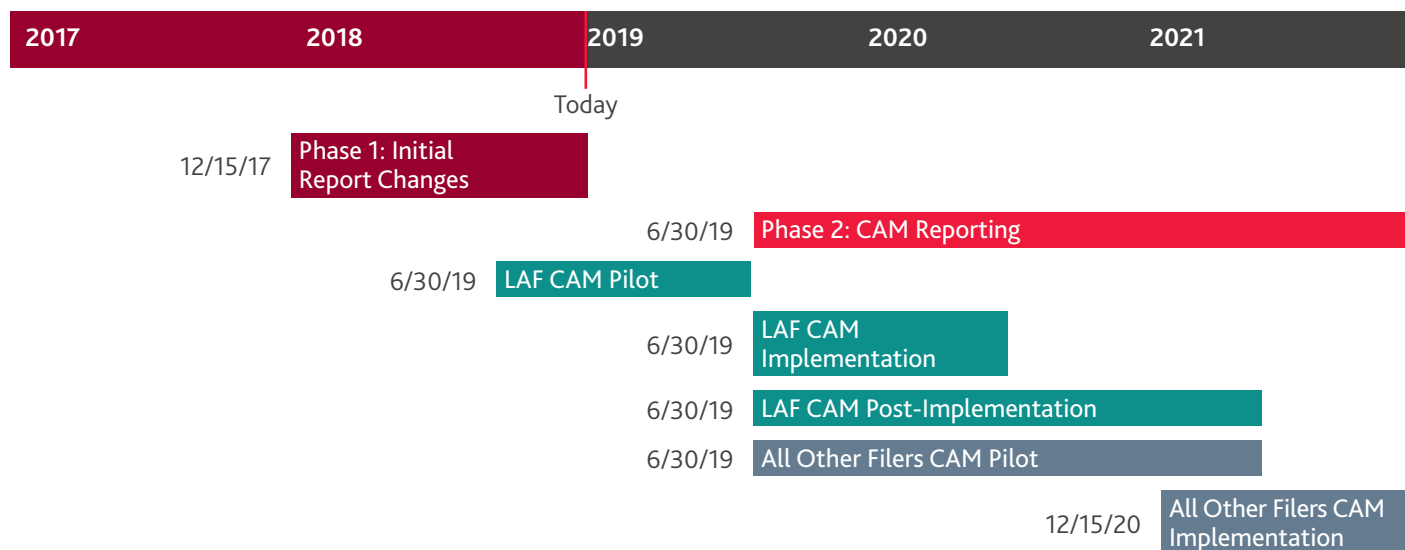 2017 2018 2019 2020 2021
Today
12/15/17
Phase 1: Initial
Report Changes
6/30/19 Phase 2: CAM Reporting
6/30/19 LAF CAM Pilot
6/30/19
LAF CAM
Implementation
6/30/19 LAF CAM Post-Implementation
6/30/19 All Other Filers CAM Pilot
12/15/20
All Other Filers CAM
Implementation